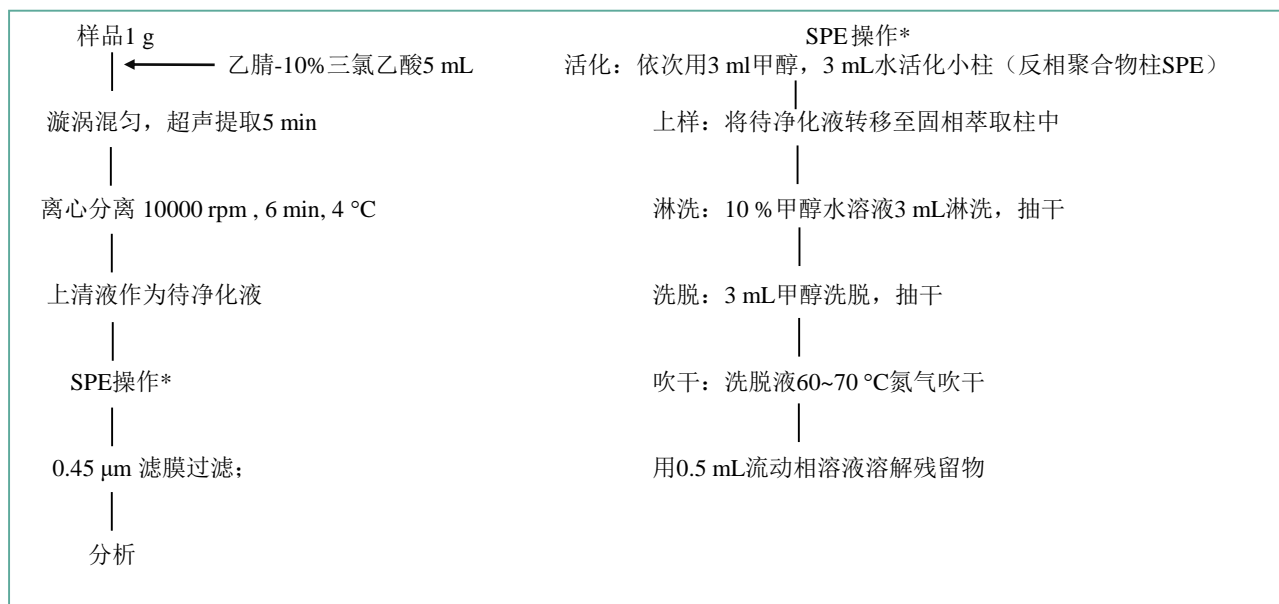 样品1 g
乙腈-10%三氯乙酸5 mL
漩涡混匀，超声提取5 min
离心分离 10000 rpm , 6 min, 4 °C
上清液作为待净化液
SPE操作*
0.45 μm 滤膜过滤；
分析
SPE操作*
活化：依次用3 ml甲醇，3 mL水活化小柱（反相聚合物柱SPE）
上样：将待净化液转移至固相萃取柱中
淋洗：10 %甲醇水溶液3 mL淋洗，抽干
洗脱：3 mL甲醇洗脱，抽干
吹干：洗脱液60~70 °C氮气吹干
用0.5 mL流动相溶液溶解残留物